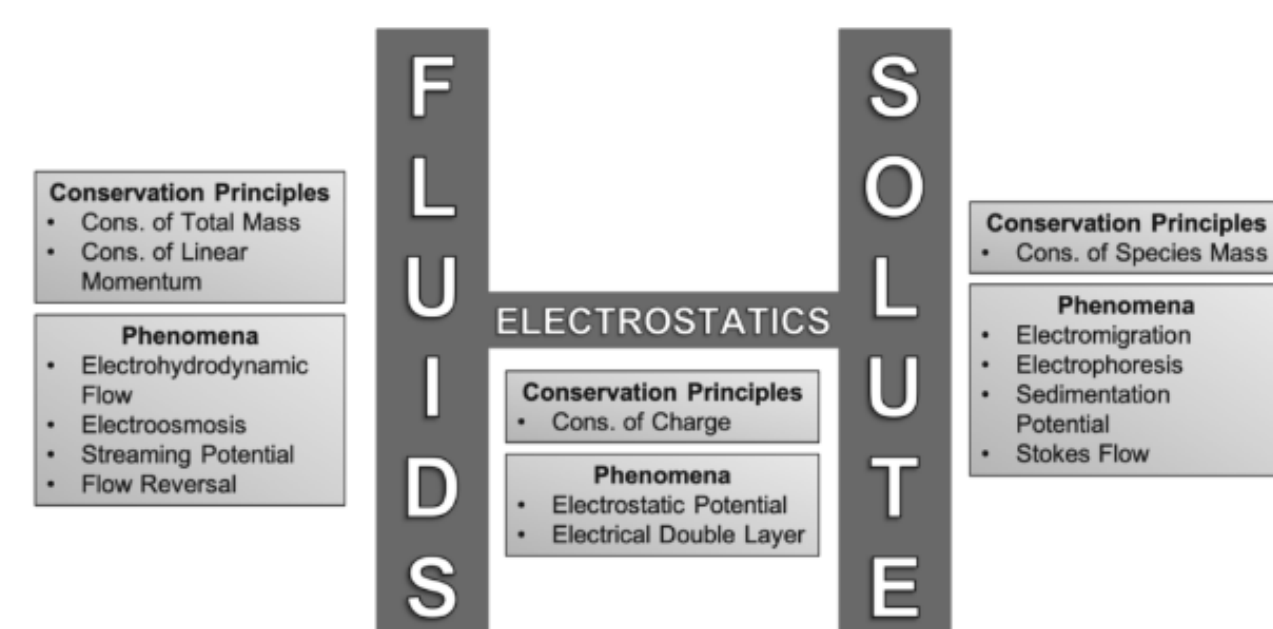 FLUIDS
SOLUTE
Conservation Principles
• Cons. of Total Mass
• Cons. of Linear
Momentum
Phenomena
• Electrohydrodynamic
Flow
• Electroosmosis
• Streaming Potential
• Flow Reversal
ELECTROSTATICS
Conservation Principles
• Cons. of Charge
Phenomena
• Electrostatic Potential
• Electrical Double Layer
Conservation Principles
• Cons. of Species Mass
Phenomena
• Electromigration
• Electrophoresis
• Sedimentation
Potential
• Stokes Flow